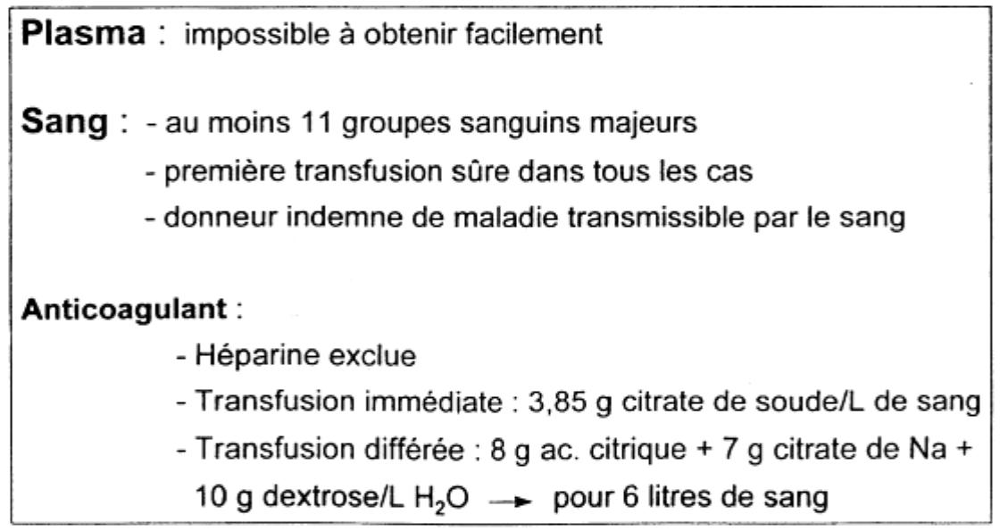 Plasma : impossible à obtenir facilement
Sang : - au moins 11 groupes sanguins majeurs
- première transfusion sûre dans tous les cas
- donneur indemne de maladie transmissible par le sang
Anticoagulant :
- Héparine exclue
- Transfusion immédiate : 3,85 g citrate de soude/L de sang
- Transfusion différée : 8 g ac. citrique + 7 g citrate de Na +
10 g dextrose/L H₂O → pour 6 litres de sang